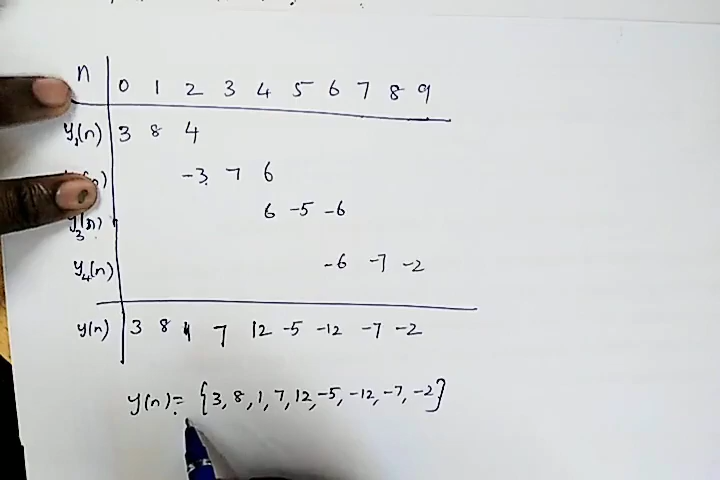 n 0 1 2 3 4 5 6 7 8 9
y₁(n) 3 8 4
-3 7 6
y₃(n) 6 -5 -6
y₄(n) -6 -7 -2
y(n) 3 8 1 7 12 -5 -12 -7 -2
y(n) = {3, 8, 1, 7, 12, -5, -12, -7, -2}